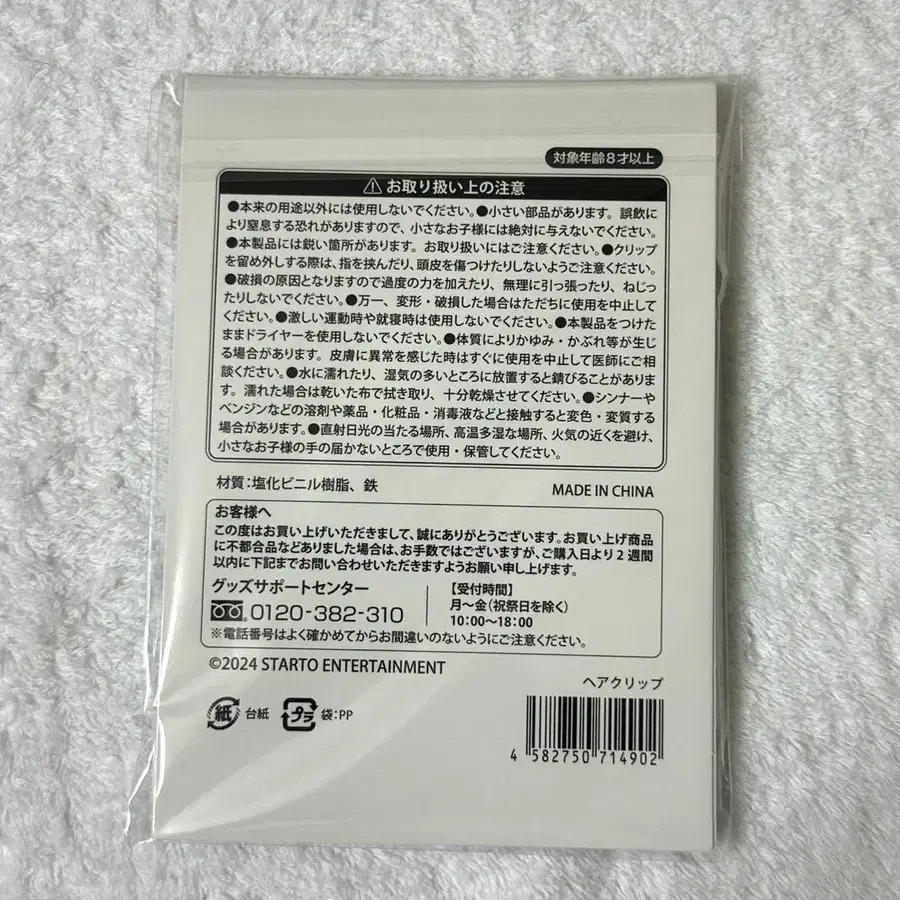 対象年齢8才以上
お取り扱い上の注意
●本来の用途以外には使用しないでください。●小さい部品があります。誤飲に
より窒息する恐れがありますので、小さなお子様には絶対に与えないでください。
●本製品には鋭い箇所があります。お取り扱いにはご注意ください。●クリップ
を留め外しする際は、指を挟んだり、頭皮を傷つけたりしないようご注意ください。
●破損の原因となりますので過度の力を加えたり、無理に引っ張ったり、ねじっ
たりしないでください。●万一、変形・破損した場合はただちに使用を中止して
ください。●激しい運動時や就寝時は使用しないでください。●本製品をつけた
ままドライヤーを使用しないでください。●体質によりかゆみ・かぶれ等が生じ
る場合があります。皮膚に異常を感じた時はすぐに使用を中止して医師にご相
談ください。●水に濡れたり、湿気の多いところに放置すると錆びることがありま
す。濡れた場合は乾いた布で拭き取り、十分乾燥させてください。●シンナーや
ベンジンなどの溶剤や薬品・化粧品・消毒液などと接触すると変色・変質する
場合があります。●直射日光の当たる場所、高温多湿な場所、火気の近くを避け、
小さなお子様の手の届かないところで使用・保管してください。
材質：塩化ビニル樹脂、鉄
MADE IN CHINA
お客様へ
この度はお買い上げいただきまして、誠にありがとうございます。お買い上げ商品
に不都合品などありました場合は、お手数ではございますが、ご購入日より2週間
以内に下記までお問い合わせいただきますようお願い申し上げます。
グッズサポートセンター
0120-382-310
【受付時間】
月〜金（祝祭日を除く）
10:00〜18:00
※電話番号はよく確かめてからお間違いのないようにご注意ください。
©2024 STARTO ENTERTAINMENT
ヘアクリップ
紙 台紙 プラ 袋：PP
4 582750 714902